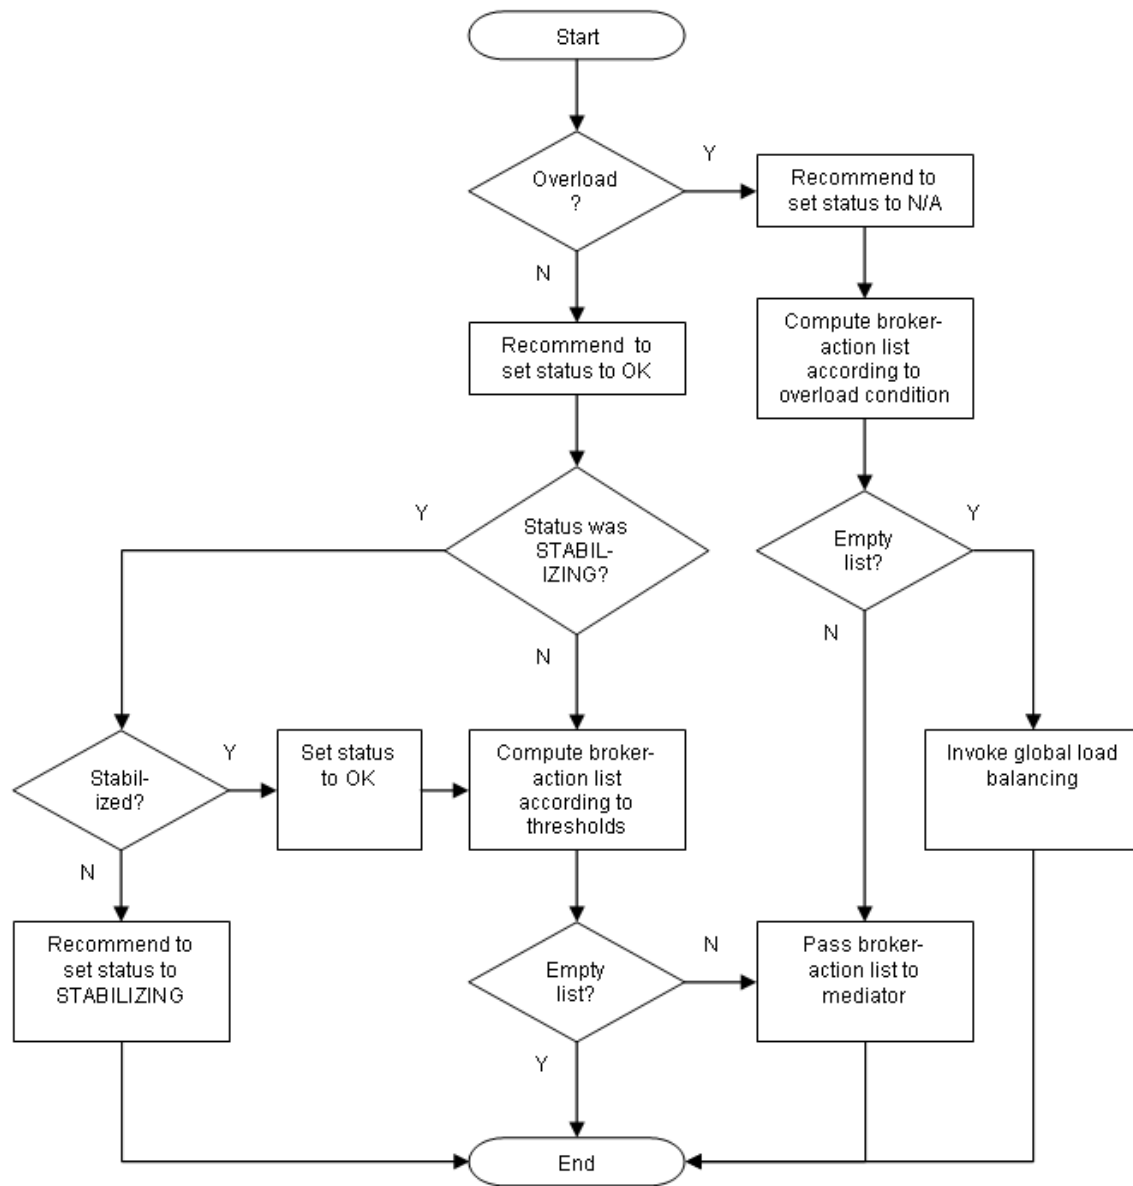 Start
Overload
?
Y
Recommend to
set status to N/A
N
Recommend to
set status to OK
Compute broker-
action list
according to
overload condition
Y
Status was
STABIL-
IZING?
N
Empty
list?
Y
N
Stabil-
ized?
Y
Set status
to OK
Compute broker-
action list
according to
thresholds
Invoke global load
balancing
N
Recommend to
set status to
STABILIZING
Empty
list?
N
Pass broker-
action list to
mediator
Y
End